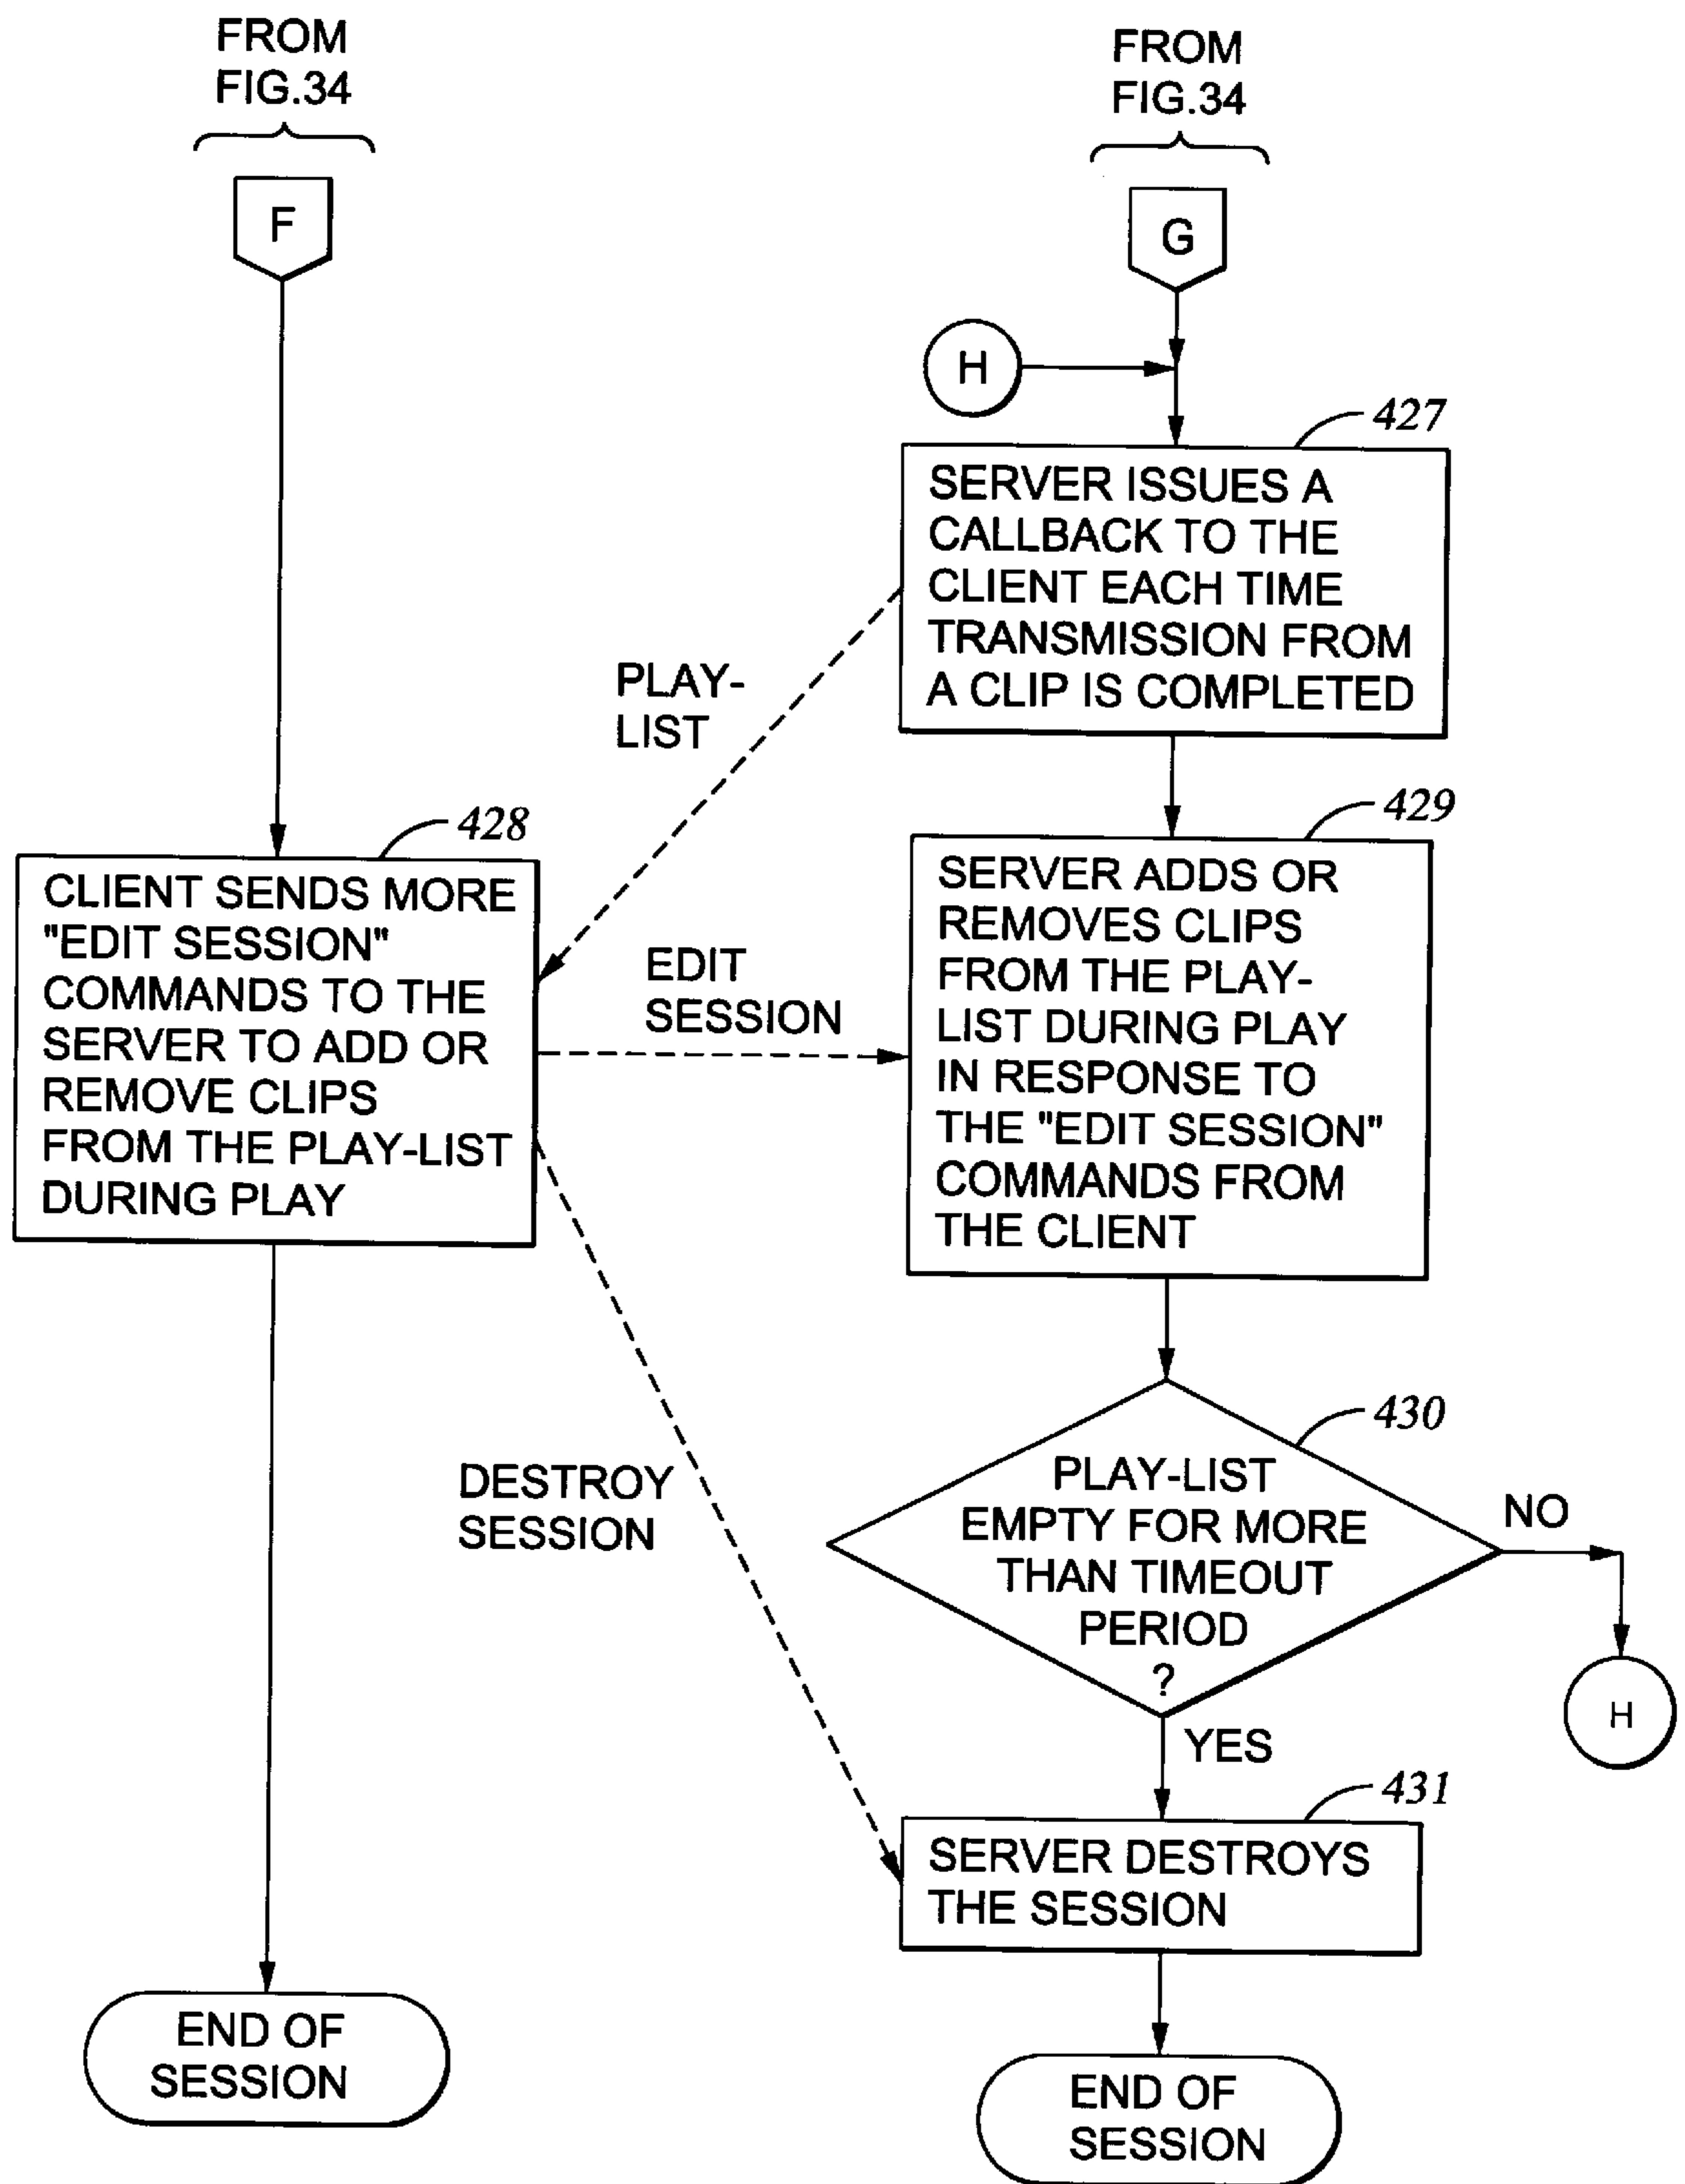 FROM
FIG.34
F
FROM
FIG.34
G
H
427
SERVER ISSUES A
CALLBACK TO THE
CLIENT EACH TIME
TRANSMISSION FROM
A CLIP IS COMPLETED
PLAY-
LIST
428
CLIENT SENDS MORE
"EDIT SESSION"
COMMANDS TO THE
SERVER TO ADD OR
REMOVE CLIPS
FROM THE PLAY-LIST
DURING PLAY
EDIT
SESSION
429
SERVER ADDS OR
REMOVES CLIPS
FROM THE PLAY-
LIST DURING PLAY
IN RESPONSE TO
THE "EDIT SESSION"
COMMANDS FROM
THE CLIENT
DESTROY
SESSION
430
PLAY-LIST
EMPTY FOR MORE
THAN TIMEOUT
PERIOD
?
NO
H
YES
431
SERVER DESTROYS
THE SESSION
END OF
SESSION
END OF
SESSION